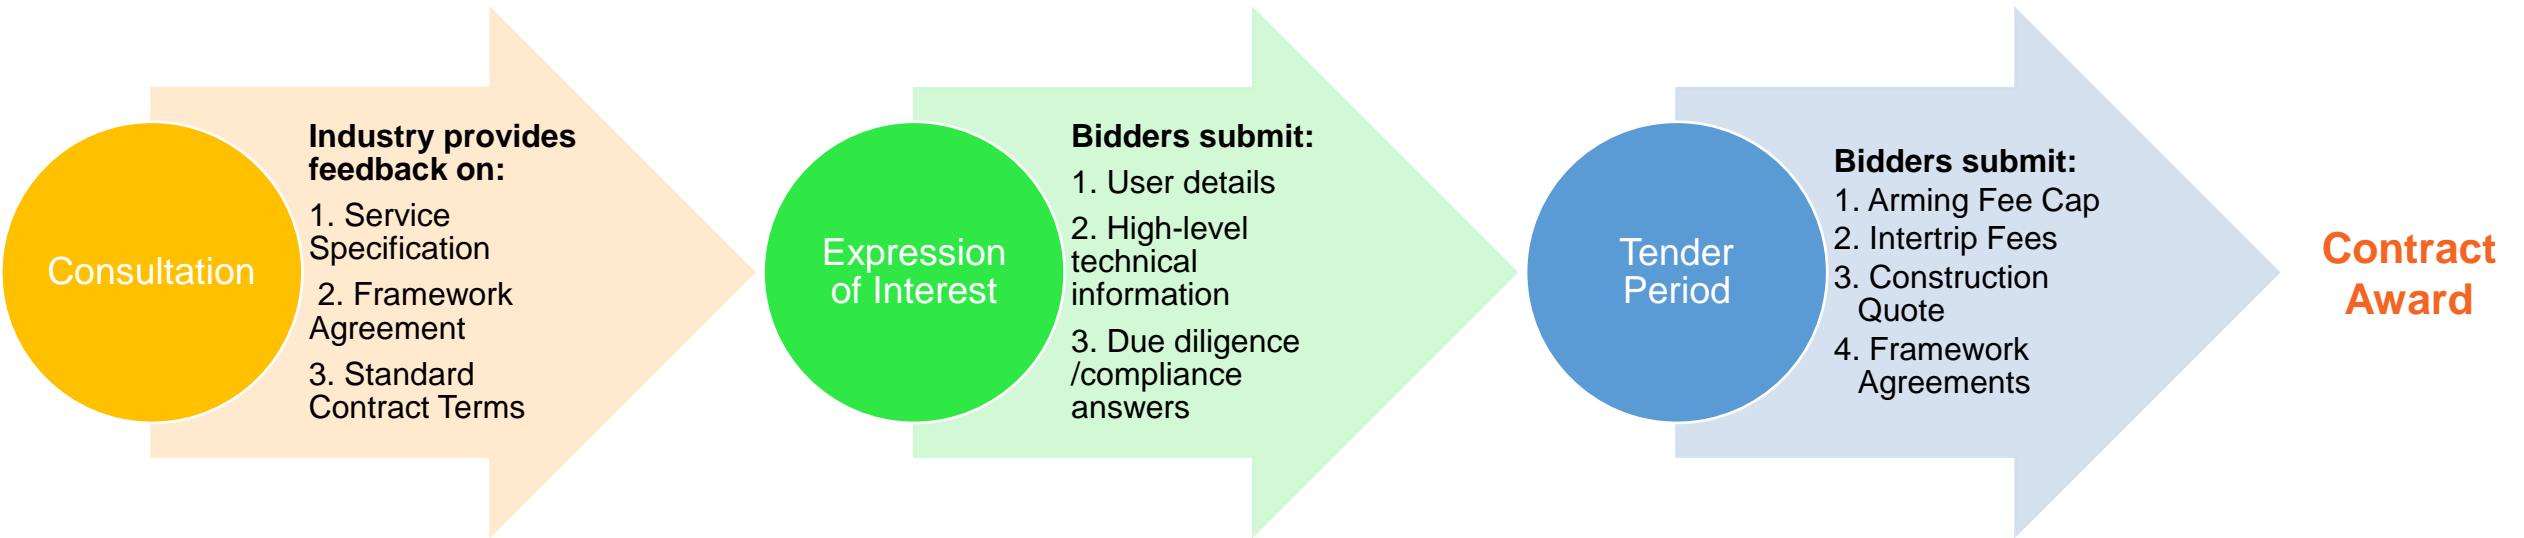 Consultation
Industry provides
feedback on:
1. Service
Specification
2. Framework
Agreement
3. Standard
Contract Terms
Expression
of Interest
Bidders submit:
1. User details
2. High-level
technical
information
3. Due diligence
/compliance
answers
Tender
Period
Bidders submit:
1. Arming Fee Cap
2. Intertrip Fees
3. Construction
Quote
4. Framework
Agreements
Contract
Award